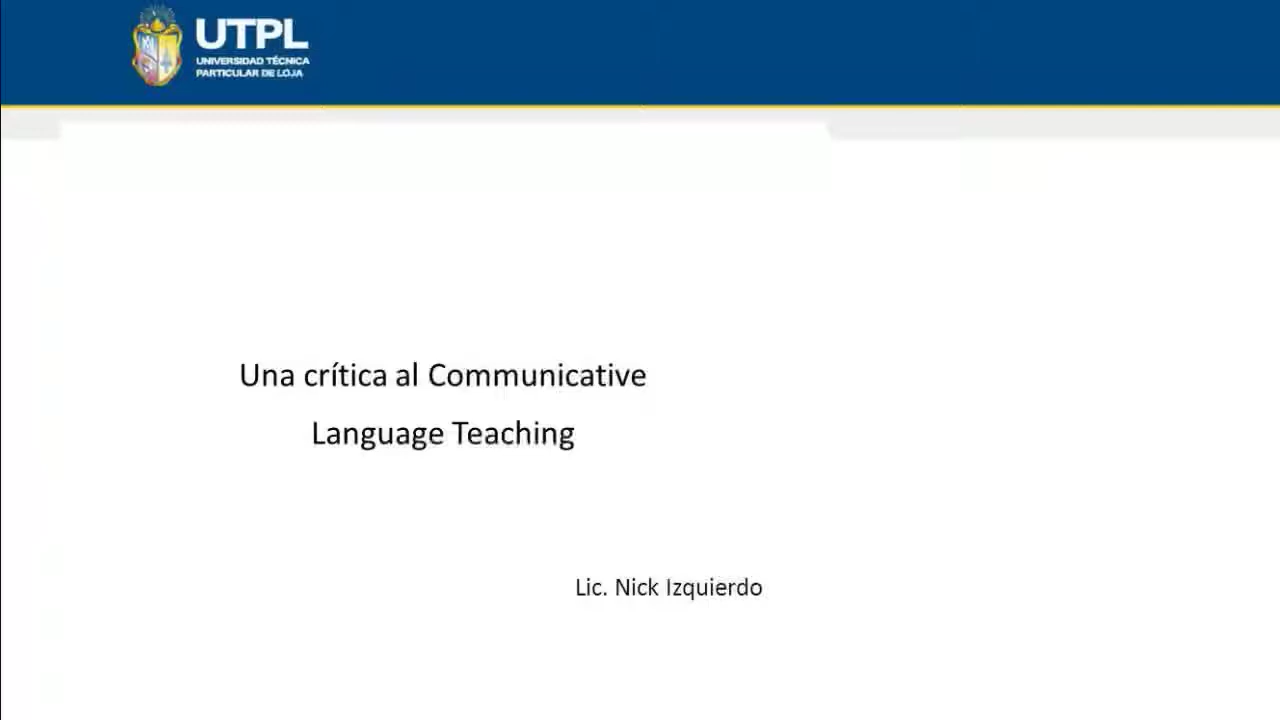 UTPL
UNIVERSIDAD TÉCNICA
PARTICULAR DE LOJA
Una crítica al Communicative
Language Teaching
Lic. Nick Izquierdo